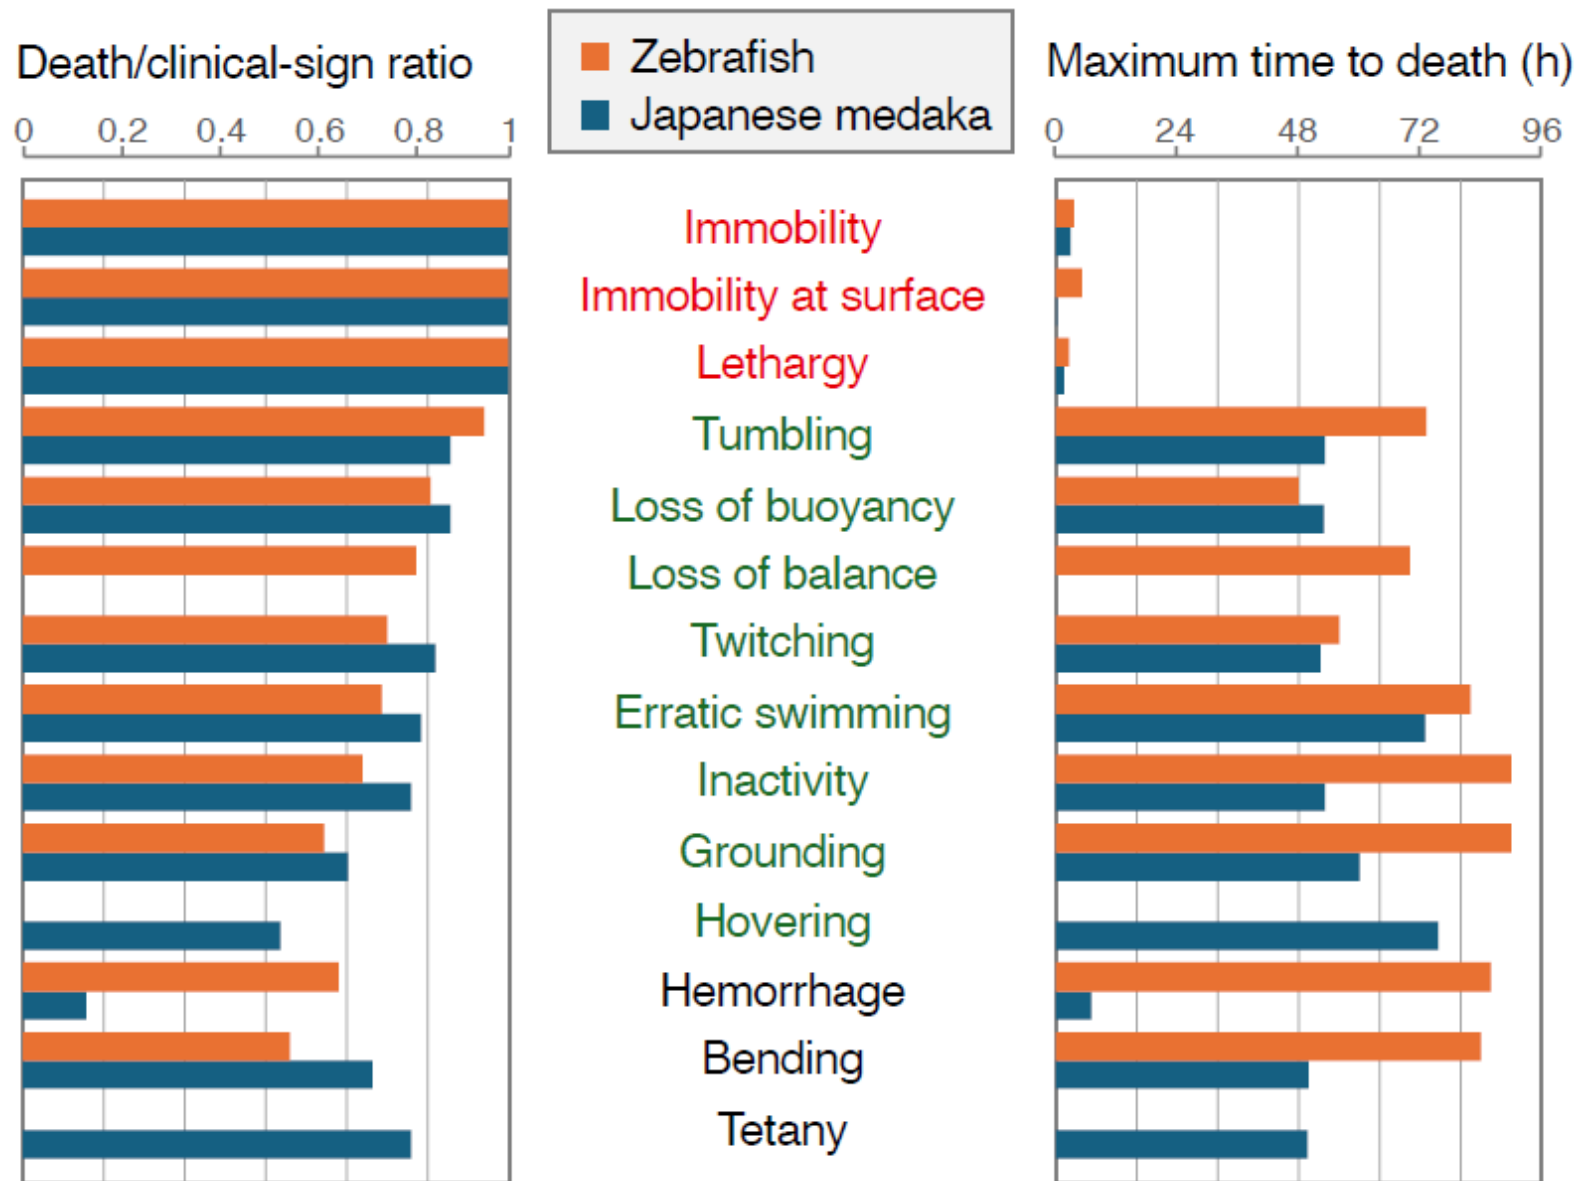 Death/clinical-sign ratio
0 0.2 0.4 0.6 0.8 1
Zebrafish
Japanese medaka
Maximum time to death (h)
0 24 48 72 96
Immobility
Immobility at surface
Lethargy
Tumbling
Loss of buoyancy
Loss of balance
Twitching
Erratic swimming
Inactivity
Grounding
Hovering
Hemorrhage
Bending
Tetany